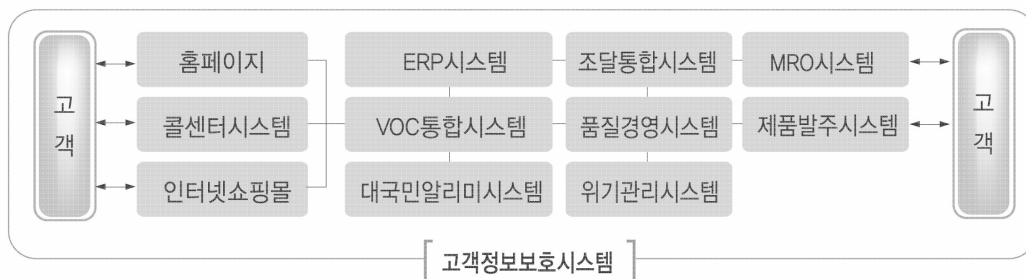 고객
홈페이지
ERP시스템
조달통합시스템
MRO시스템
고객
콜센터시스템
VOC통합시스템
품질경영시스템
제품발주시스템
인터넷쇼핑몰
대국민알리미시스템
위기관리시스템
고객정보보호시스템